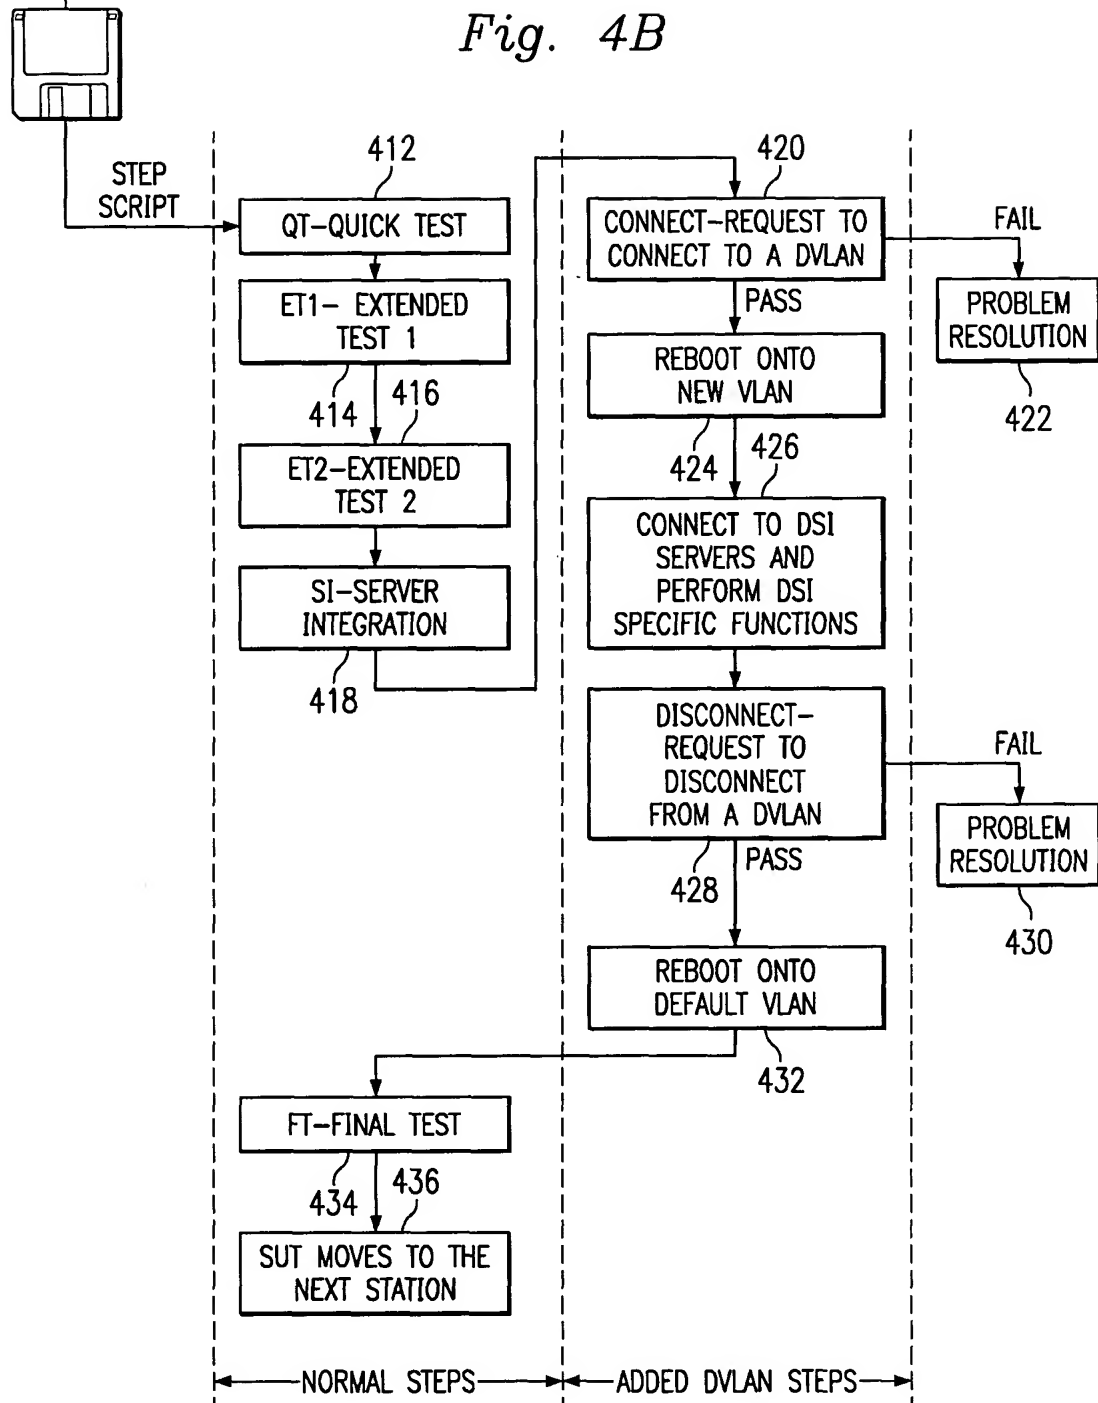 Fig. 4B
STEP
SCRIPT
412
QT-QUICK TEST
ET1- EXTENDED
TEST 1
414
416
ET2-EXTENDED
TEST 2
SI-SERVER
INTEGRATION
418
420
CONNECT-REQUEST TO
CONNECT TO A DVLAN
FAIL
PROBLEM
RESOLUTION
422
PASS
REBOOT ONTO
NEW VLAN
424
426
CONNECT TO DSI
SERVERS AND
PERFORM DSI
SPECIFIC FUNCTIONS
DISCONNECT-
REQUEST TO
DISCONNECT
FROM A DVLAN
FAIL
PROBLEM
RESOLUTION
430
428
PASS
REBOOT ONTO
DEFAULT VLAN
432
FT-FINAL TEST
434
436
SUT MOVES TO THE
NEXT STATION
NORMAL STEPS
ADDED DVLAN STEPS